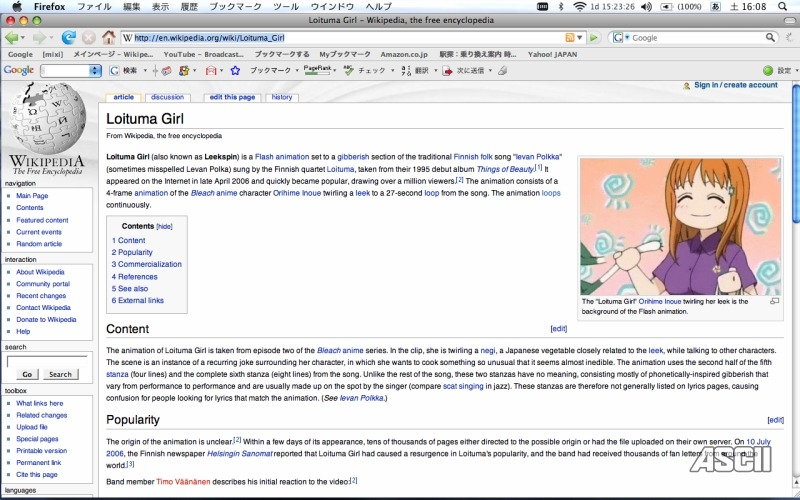 Firefox ファイル 編集 表示 履歴 ブックマーク ツール ウインドウ ヘルプ 1d 15:23:26 (100%) 土 16:08
Loituma Girl – Wikipedia, the free encyclopedia
http://en.wikipedia.org/wiki/Loituma_Girl Google
Google [mixi] メインページ – Wikipe... YouTube – Broadcast... ブックマークする Myブックマーク Amazon.co.jp 駅探：乗り換え案内 時... Yahoo! JAPAN
Google 検索 ブックマーク PageRank チェック 翻訳 次に送信 設定
Sign in / create account
article discussion edit this page history
WIKIPEDIA
The Free Encyclopedia
navigation
Main Page
Contents
Featured content
Current events
Random article
interaction
About Wikipedia
Community portal
Recent changes
Contact Wikipedia
Donate to Wikipedia
Help
search
Go Search
toolbox
What links here
Related changes
Upload file
Special pages
Printable version
Permanent link
Cite this page
languages
Loituma Girl
From Wikipedia, the free encyclopedia
Loituma Girl (also known as Leekspin) is a Flash animation set to a gibberish section of the traditional Finnish folk song "Ievan Polkka"
(sometimes misspelled Levan Polka) sung by the Finnish quartet Loituma, taken from their 1995 debut album Things of Beauty.[1] It
appeared on the Internet in late April 2006 and quickly became popular, drawing over a million viewers.[2] The animation consists of a
4-frame animation of the Bleach anime character Orihime Inoue twirling a leek to a 27-second loop from the song. The animation loops
continuously.
Contents [hide]
1 Content
2 Popularity
3 Commercialization
4 References
5 See also
6 External links
The "Loituma Girl" Orihime Inoue twirling her leek is the
background of the Flash animation.
Content [edit]
The animation of Loituma Girl is taken from episode two of the Bleach anime series. In the clip, she is twirling a negi, a Japanese vegetable closely related to the leek, while talking to other characters.
The scene is an instance of a recurring joke surrounding her character, in which she wants to cook something so unusual that it seems almost inedible. The animation uses the second half of the fifth
stanza (four lines) and the complete sixth stanza (eight lines) from the song. Unlike the rest of the song, these two stanzas have no meaning, consisting mostly of phonetically-inspired gibberish that
vary from performance to performance and are usually made up on the spot by the singer (compare scat singing in jazz). These stanzas are therefore not generally listed on lyrics pages, causing
confusion for people looking for lyrics that match the animation. (See Ievan Polkka.)
Popularity [edit]
The origin of the animation is unclear.[2] Within a few days of its appearance, tens of thousands of pages either directed to the possible origin or had the file uploaded on their own server. On 10 July
2006, the Finnish newspaper Helsingin Sanomat reported that Loituma Girl had caused a resurgence in Loituma's popularity, and the band had received thousands of fan letters from around the
world.[3]
Band member Timo Väänänen describes his initial reaction to the video:[2]
ASCII